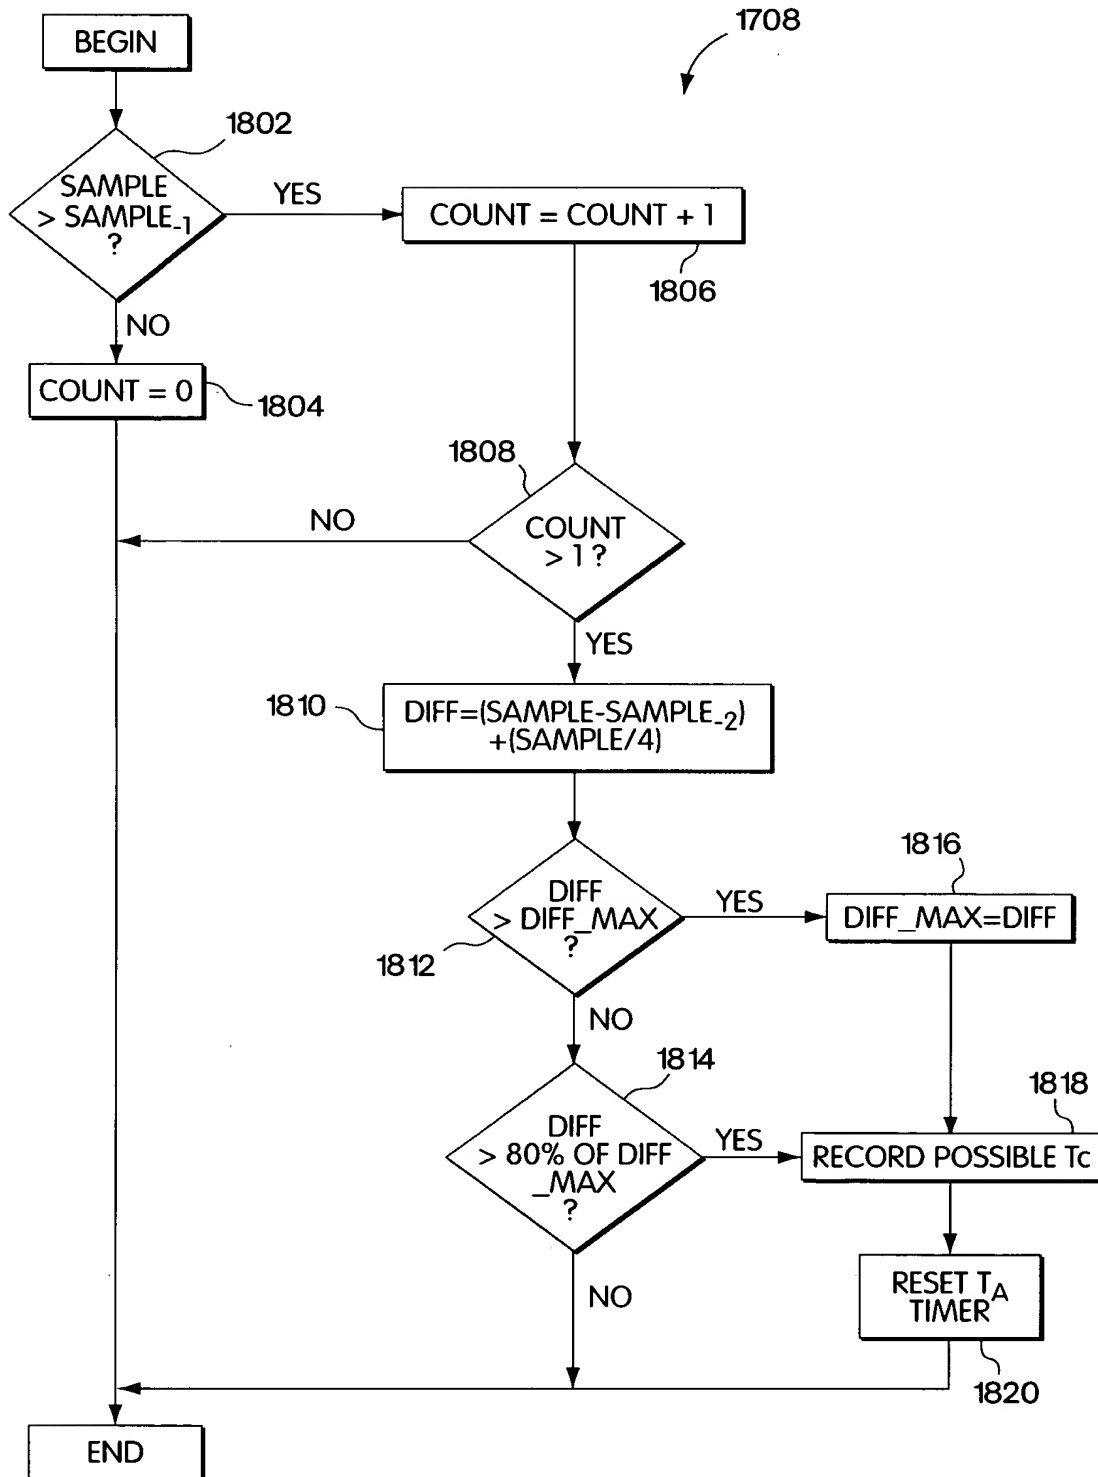 BEGIN
1708
1802
SAMPLE
> SAMPLE₋₁
?
YES
COUNT = COUNT + 1
1806
NO
COUNT = 0
1804
1808
COUNT
> 1 ?
NO
YES
1810
DIFF=(SAMPLE-SAMPLE₋₂)
+(SAMPLE/4)
1816
DIFF
> DIFF_MAX
?
YES
DIFF_MAX=DIFF
1812
NO
1814
1818
DIFF
> 80% OF DIFF
_MAX
?
YES
RECORD POSSIBLE Tc
NO
RESET T_A
TIMER
1820
END